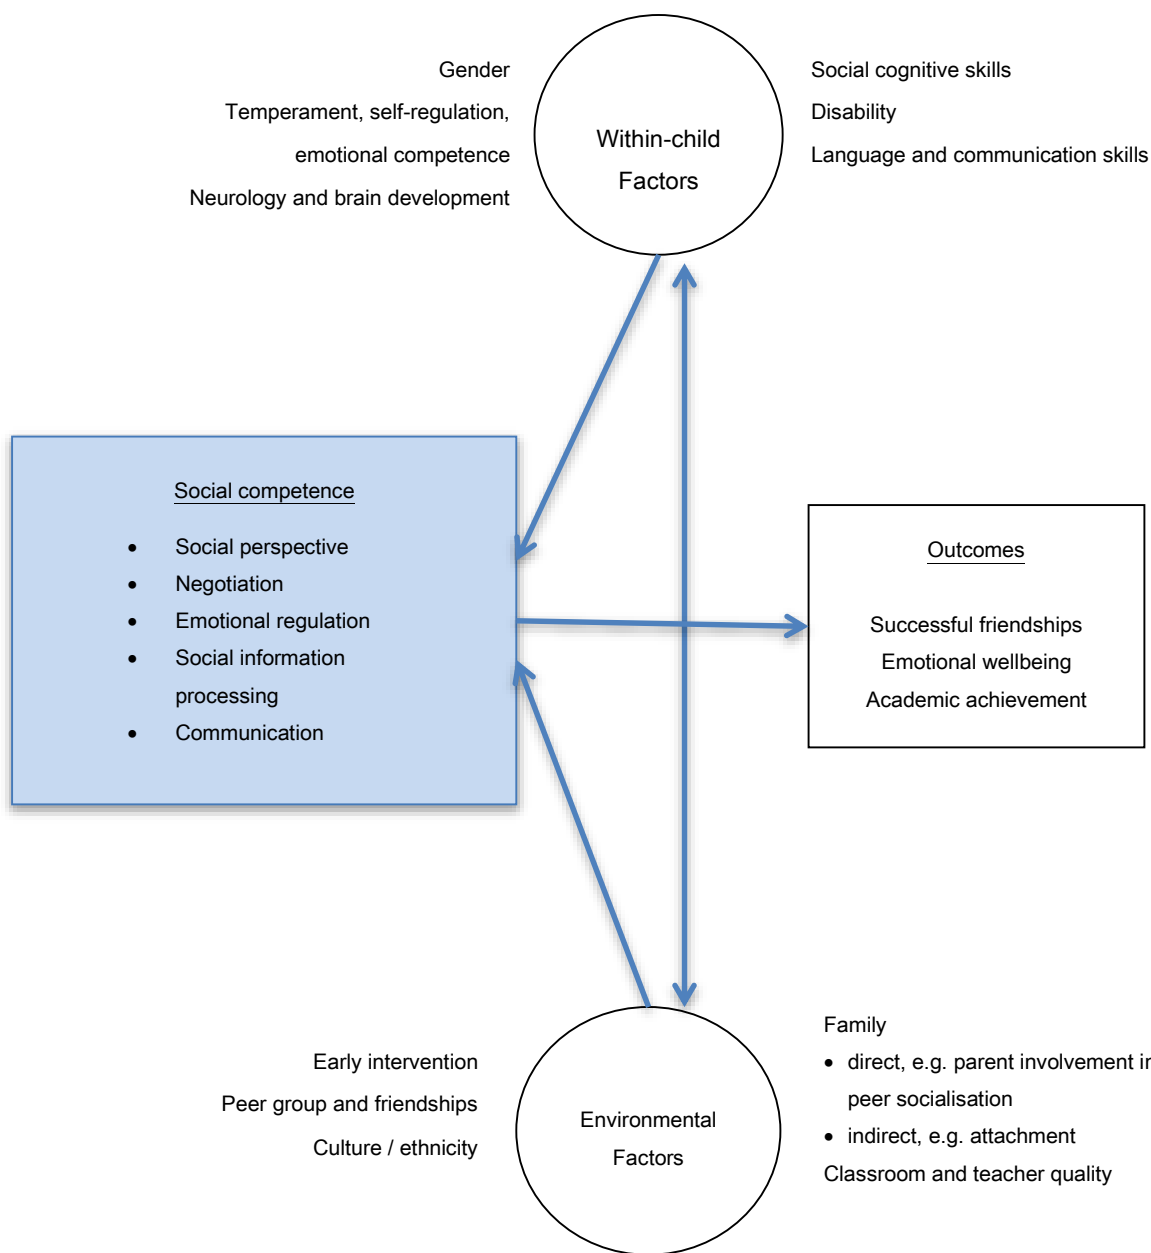 Gender
Temperament, self-regulation,
emotional competence
Neurology and brain development
Within-child
Factors
Social cognitive skills
Disability
Language and communication skills
Social competence
• Social perspective
• Negotiation
• Emotional regulation
• Social information
processing
• Communication
Outcomes
Successful friendships
Emotional wellbeing
Academic achievement
Early intervention
Peer group and friendships
Culture / ethnicity
Environmental
Factors
Family
• direct, e.g. parent involvement in
peer socialisation
• indirect, e.g. attachment
Classroom and teacher quality